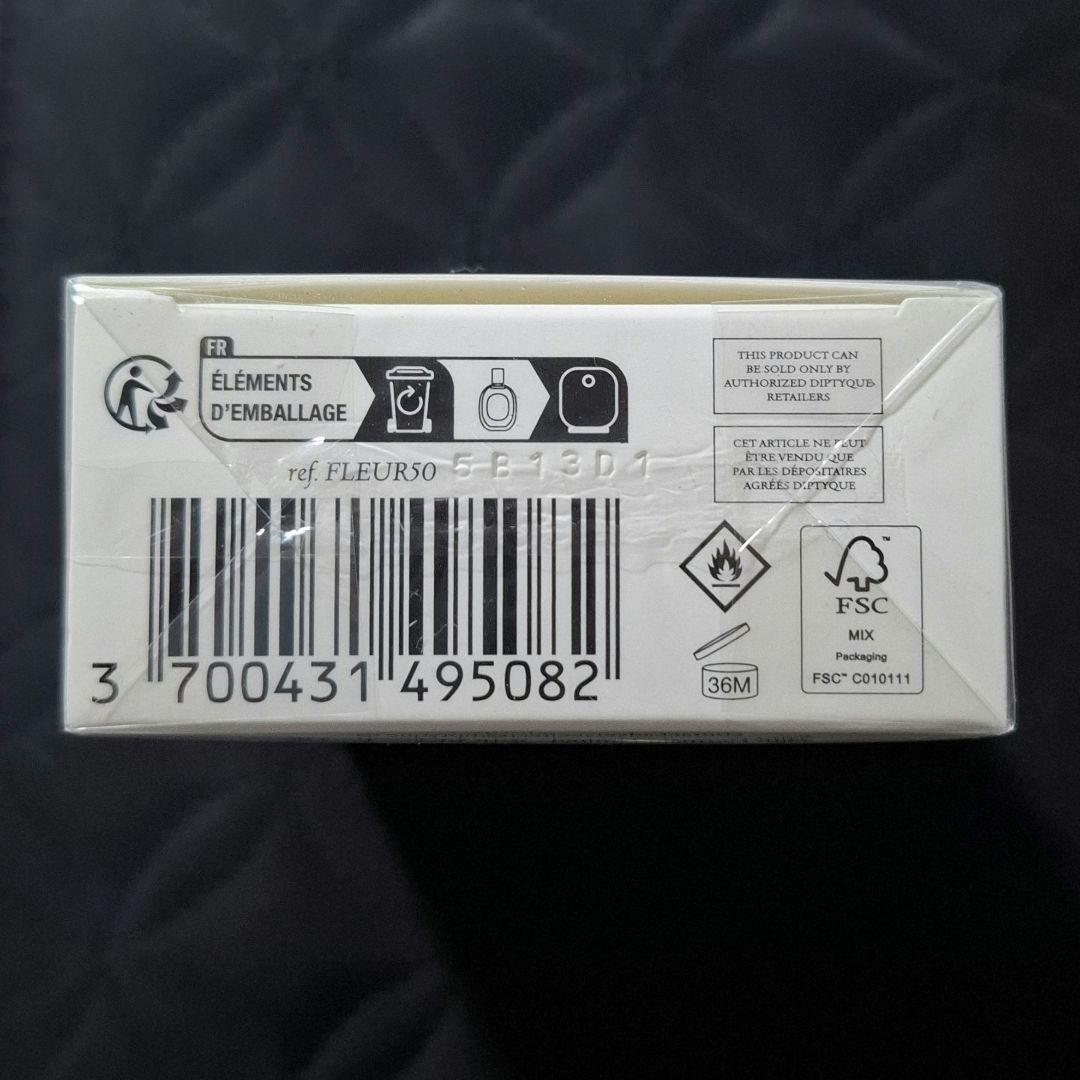 FR
ÉLÉMENTS
D'EMBALLAGE
ref. FLEUR50
5B13D1
3 700431 495082
THIS PRODUCT CAN
BE SOLD ONLY BY
AUTHORIZED DIPTYQUE
RETAILERS
CET ARTICLE NE PEUT
ÊTRE VENDU QUE
PAR LES DÉPOSITAIRES
AGRÉÉS DIPTYQUE
36M
™
FSC
MIX
Packaging
FSC™ C010111